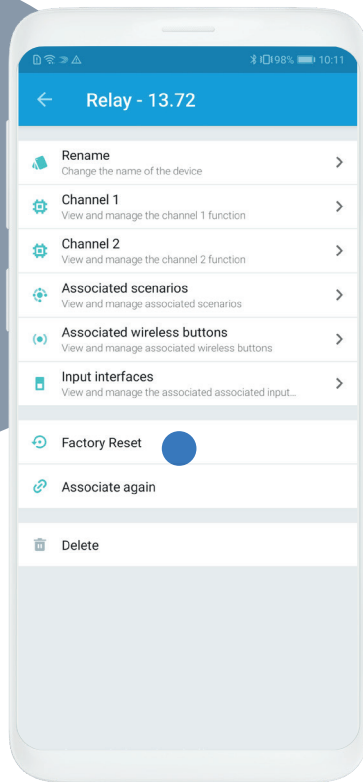 98% 10:11
Relay - 13.72
Rename
Change the name of the device
Channel 1
View and manage the channel 1 function
Channel 2
View and manage the channel 2 function
Associated scenarios
View and manage associated scenarios
Associated wireless buttons
View and manage associated wireless buttons
Input interfaces
View and manage the associated associated input...
Factory Reset
Associate again
Delete